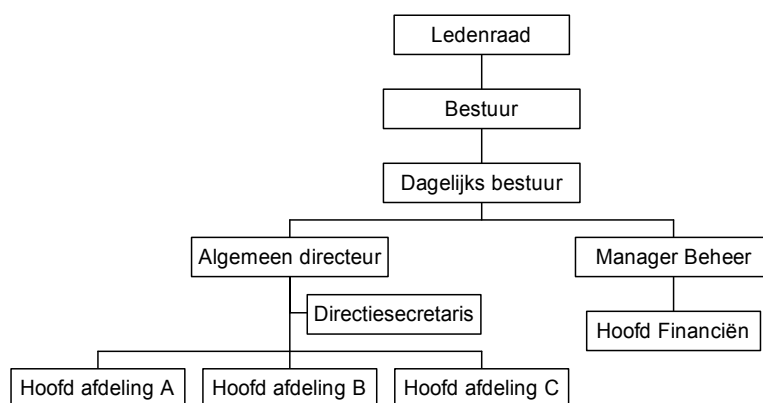 Ledenraad
Bestuur
Dagelijks bestuur
Algemeen directeur
Manager Beheer
Directiesecretaris
Hoofd Financiën
Hoofd afdeling A
Hoofd afdeling B
Hoofd afdeling C